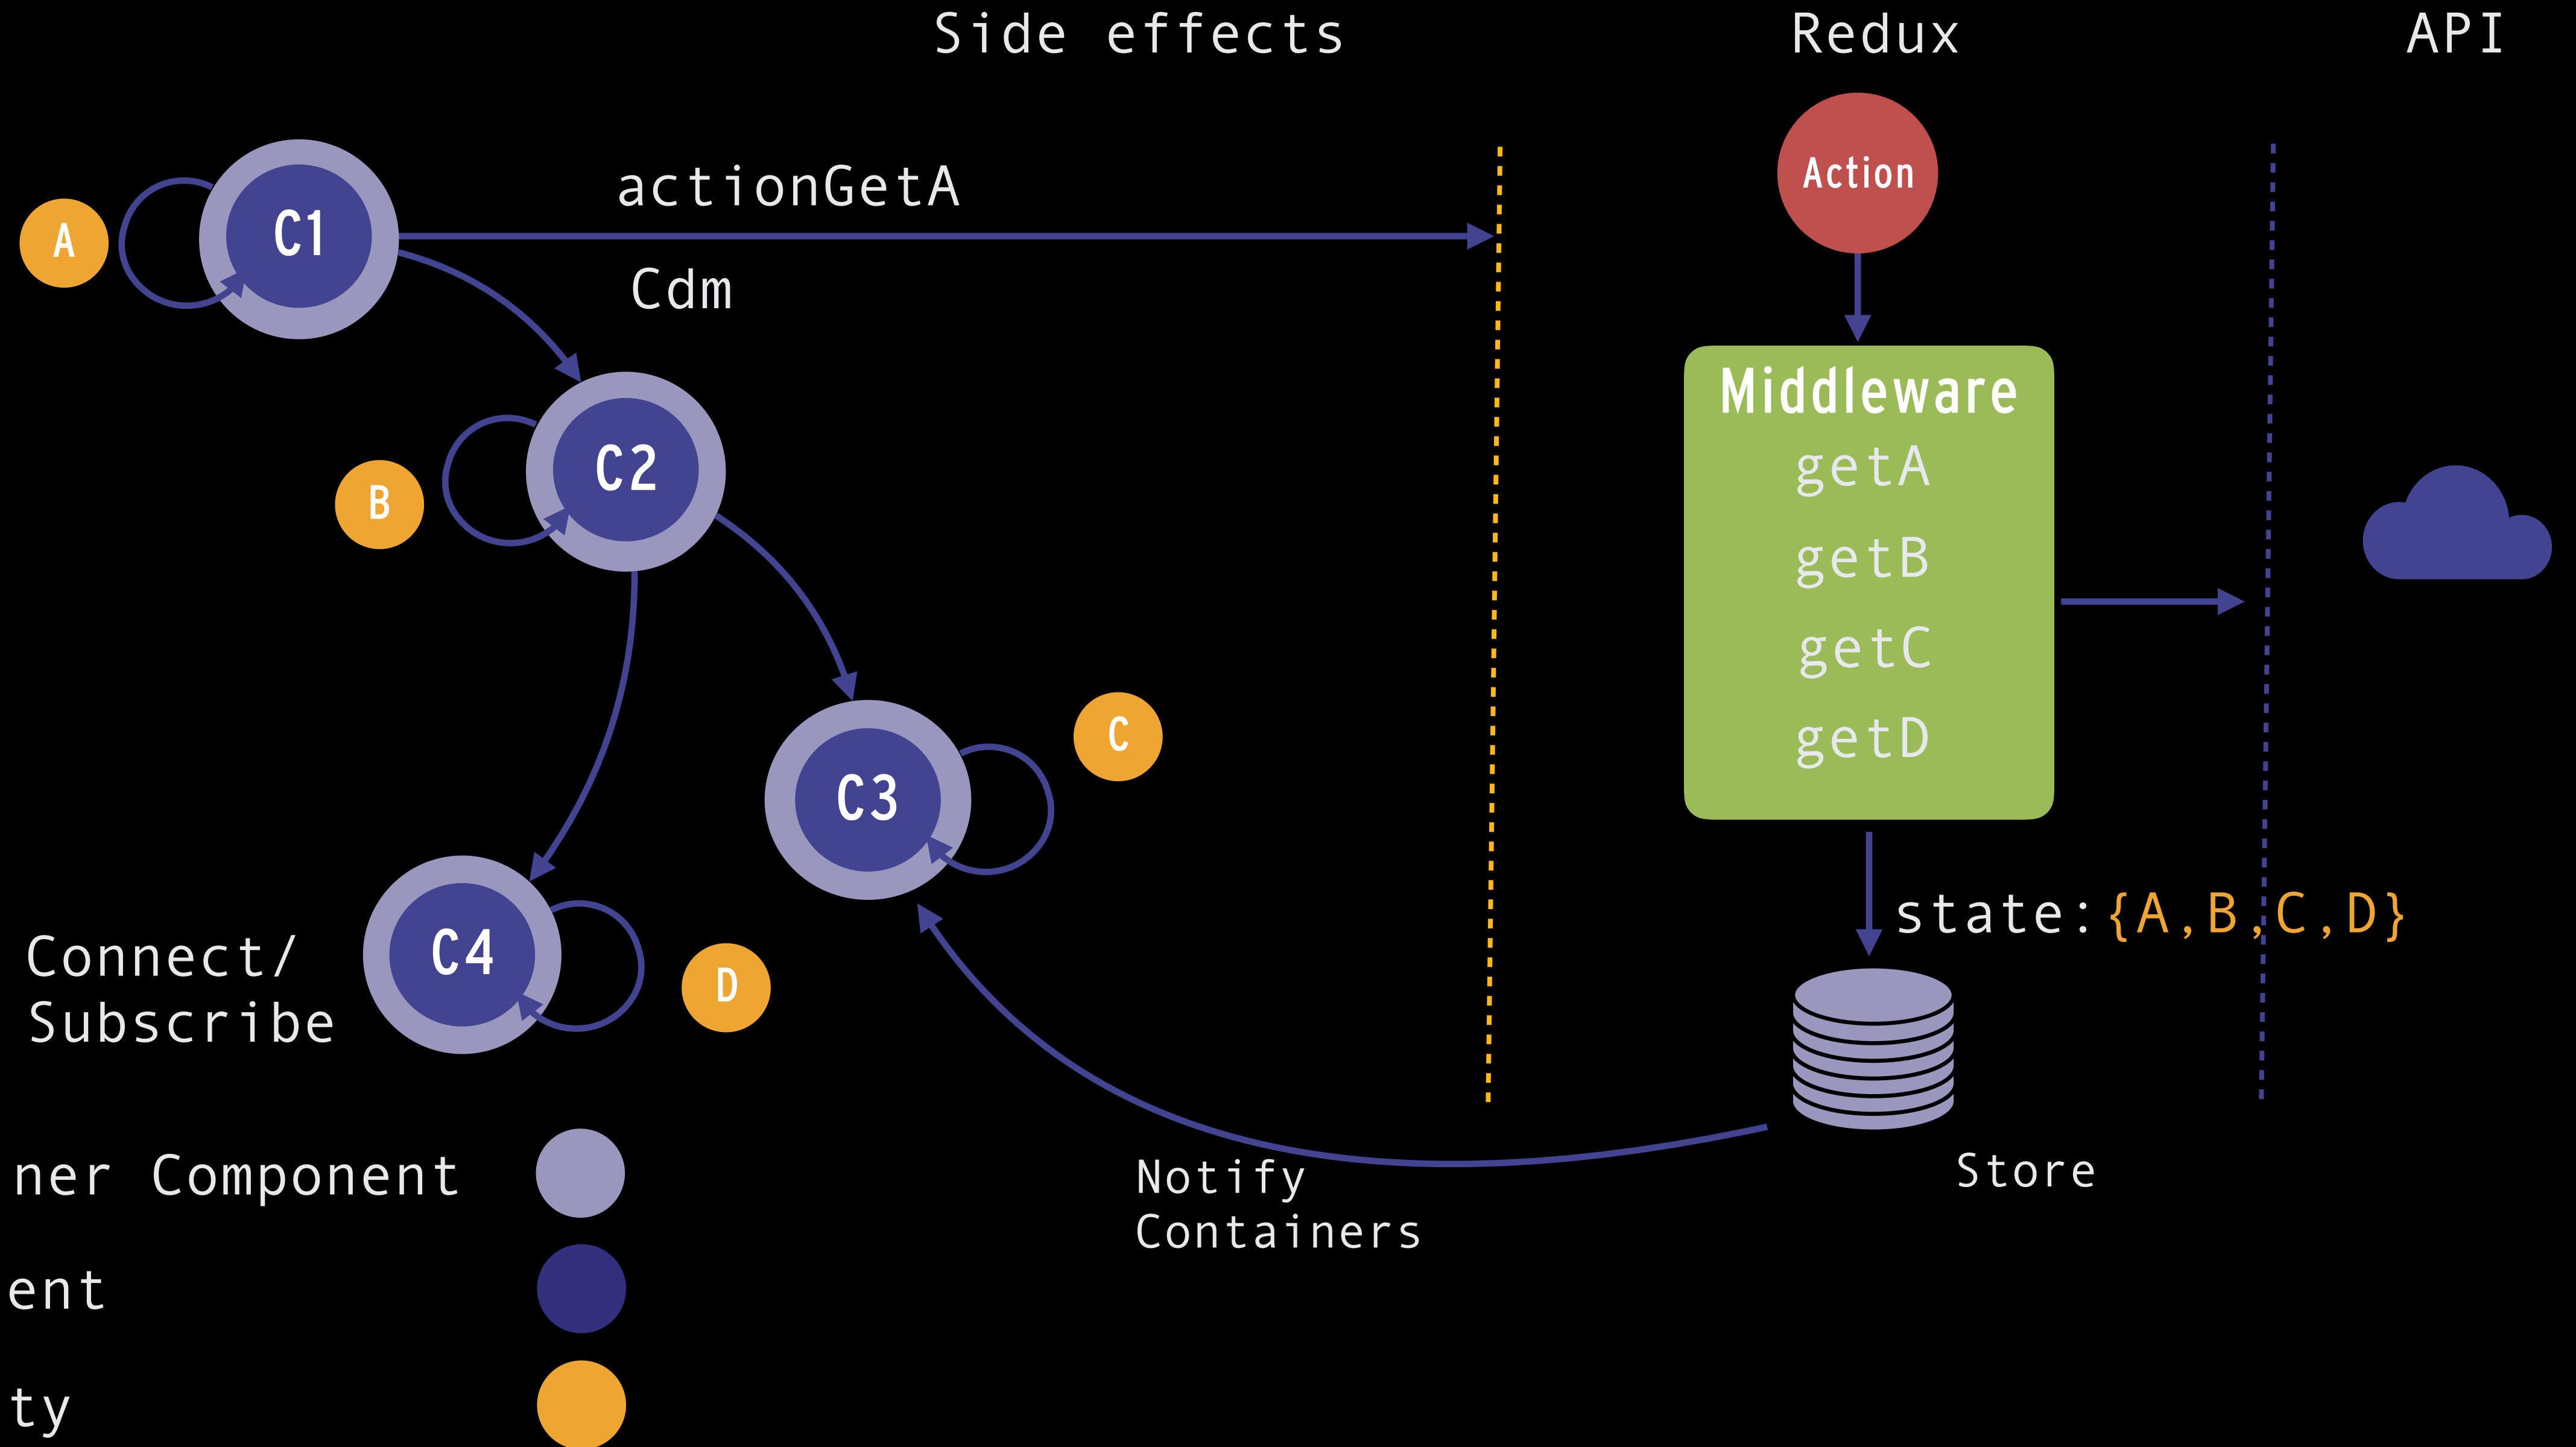 Side effects
Redux
API
Action
actionGetA
C1
A
Cdm
Middleware
getA
getB
getC
getD
C2
B
C
C3
state:{A,B,C,D}
Connect/
Subscribe
C4
D
ner Component
Notify
Containers
Store
ent
ty